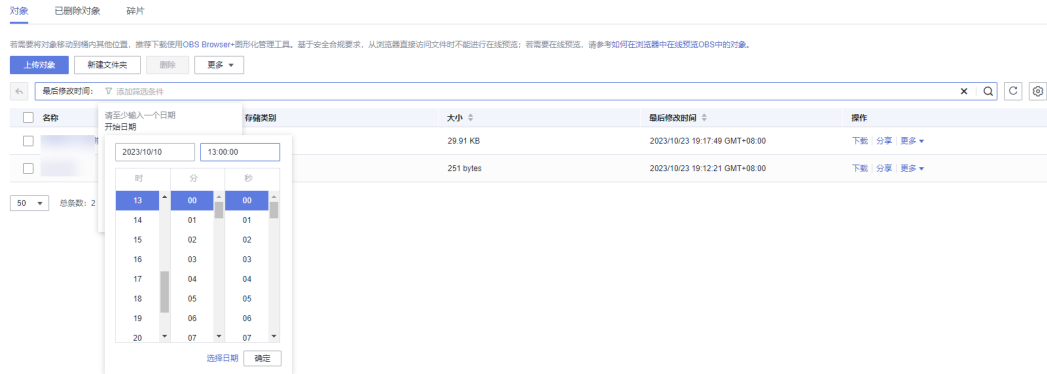 对象 已删除对象 碎片
若需要将对象移动到桶内其他位置，推荐下载使用OBS Browser+图形化管理工具。基于安全合规要求，从浏览器直接访问文件时不能进行在线预览；若需在线预览，请参考如何在浏览器中在线预览OBS中的对象。
上传对象 新建文件夹 删除 更多
最后修改时间： 添加筛选条件
名称 存储类别 大小 最后修改时间 操作
请至少输入一个日期
开始日期
29.91 KB 2023/10/23 19:17:49 GMT+08:00 下载 分享 更多
2023/10/10 13:00:00
251 bytes 2023/10/23 19:12:21 GMT+08:00 下载 分享 更多
时 分 秒
50 总条数：2
13 00 00
14 01 01
15 02 02
16 03 03
17 04 04
18 05 05
19 06 06
20 07 07
选择日期 确定